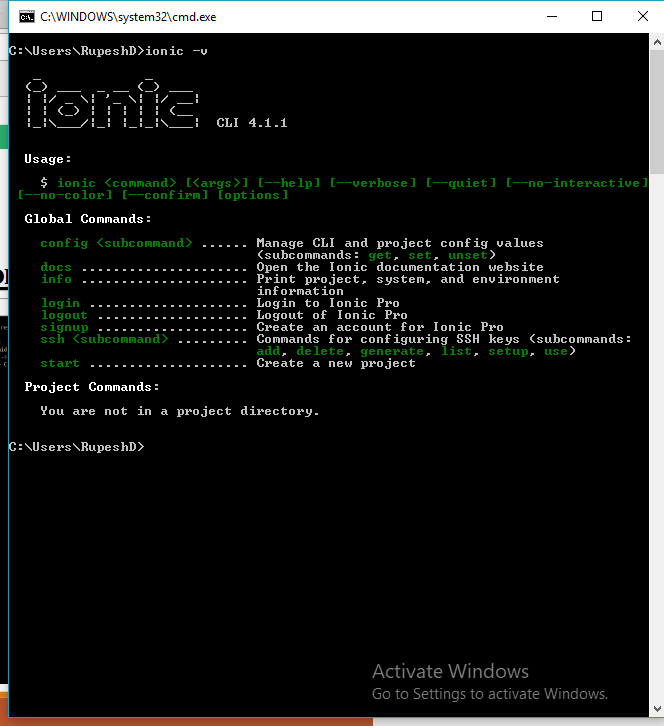 C:\WINDOWS\system32\cmd.exe
C:\Users\RupeshD>ionic -v
ionic CLI 4.1.1
Usage:
$ ionic <command> [<args>] [--help] [--verbose] [--quiet] [--no-interactive]
[--no-color] [--confirm] [options]
Global Commands:
config <subcommand> ...... Manage CLI and project config values
(subcommands: get, set, unset)
docs ..................... Open the Ionic documentation website
info ..................... Print project, system, and environment
information
login .................... Login to Ionic Pro
logout ................... Logout of Ionic Pro
signup ................... Create an account for Ionic Pro
ssh <subcommand> ......... Commands for configuring SSH keys (subcommands:
add, delete, generate, list, setup, use)
start .................... Create a new project
Project Commands:
You are not in a project directory.
C:\Users\RupeshD>
Activate Windows
Go to Settings to activate Windows.